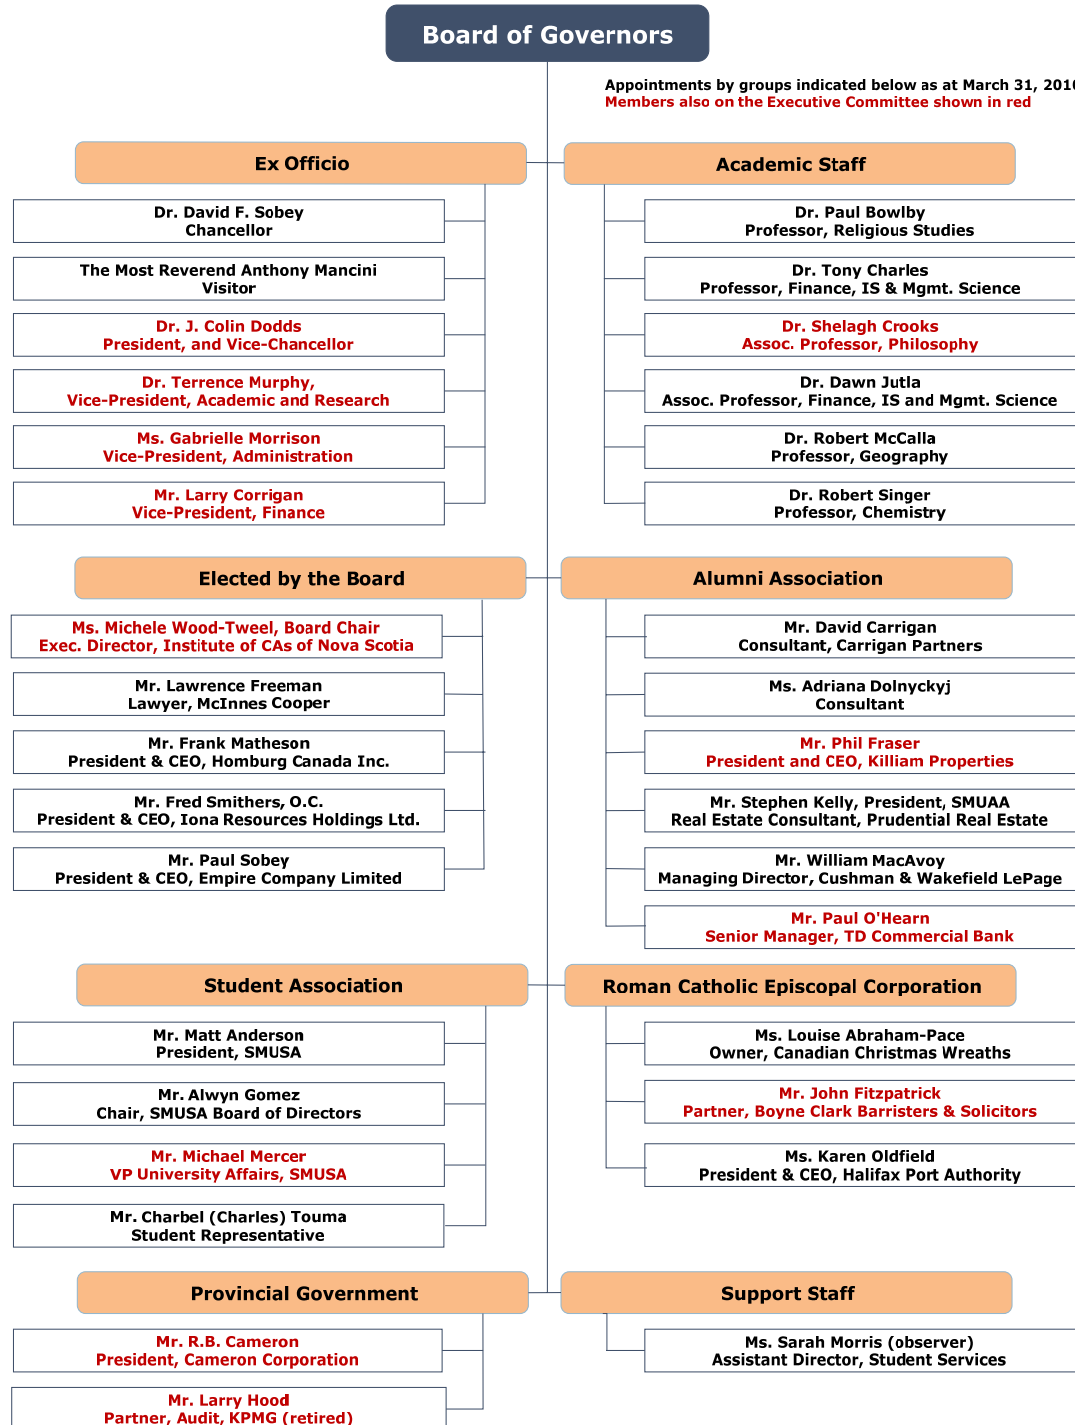 Board of Governors
Appointments by groups indicated below as at March 31, 2010
Members also on the Executive Committee shown in red
Ex Officio
Dr. David F. Sobey
Chancellor
The Most Reverend Anthony Mancini
Visitor
Dr. J. Colin Dodds
President, and Vice-Chancellor
Dr. Terrence Murphy,
Vice-President, Academic and Research
Ms. Gabrielle Morrison
Vice-President, Administration
Mr. Larry Corrigan
Vice-President, Finance
Academic Staff
Dr. Paul Bowlby
Professor, Religious Studies
Dr. Tony Charles
Professor, Finance, IS & Mgmt. Science
Dr. Shelagh Crooks
Assoc. Professor, Philosophy
Dr. Dawn Jutla
Assoc. Professor, Finance, IS and Mgmt. Science
Dr. Robert McCalla
Professor, Geography
Dr. Robert Singer
Professor, Chemistry
Elected by the Board
Ms. Michele Wood-Tweel, Board Chair
Exec. Director, Institute of CAs of Nova Scotia
Mr. Lawrence Freeman
Lawyer, McInnes Cooper
Mr. Frank Matheson
President & CEO, Homburg Canada Inc.
Mr. Fred Smithers, O.C.
President & CEO, Iona Resources Holdings Ltd.
Mr. Paul Sobey
President & CEO, Empire Company Limited
Alumni Association
Mr. David Carrigan
Consultant, Carrigan Partners
Ms. Adriana Dolnyckyj
Consultant
Mr. Phil Fraser
President and CEO, Killiam Properties
Mr. Stephen Kelly, President, SMUAA
Real Estate Consultant, Prudential Real Estate
Mr. William MacAvoy
Managing Director, Cushman & Wakefield LePage
Mr. Paul O'Hearn
Senior Manager, TD Commercial Bank
Student Association
Mr. Matt Anderson
President, SMUSA
Mr. Alwyn Gomez
Chair, SMUSA Board of Directors
Mr. Michael Mercer
VP University Affairs, SMUSA
Mr. Charbel (Charles) Touma
Student Representative
Roman Catholic Episcopal Corporation
Ms. Louise Abraham-Pace
Owner, Canadian Christmas Wreaths
Mr. John Fitzpatrick
Partner, Boyne Clark Barristers & Solicitors
Ms. Karen Oldfield
President & CEO, Halifax Port Authority
Provincial Government
Mr. R.B. Cameron
President, Cameron Corporation
Mr. Larry Hood
Partner, Audit, KPMG (retired)
Support Staff
Ms. Sarah Morris (observer)
Assistant Director, Student Services